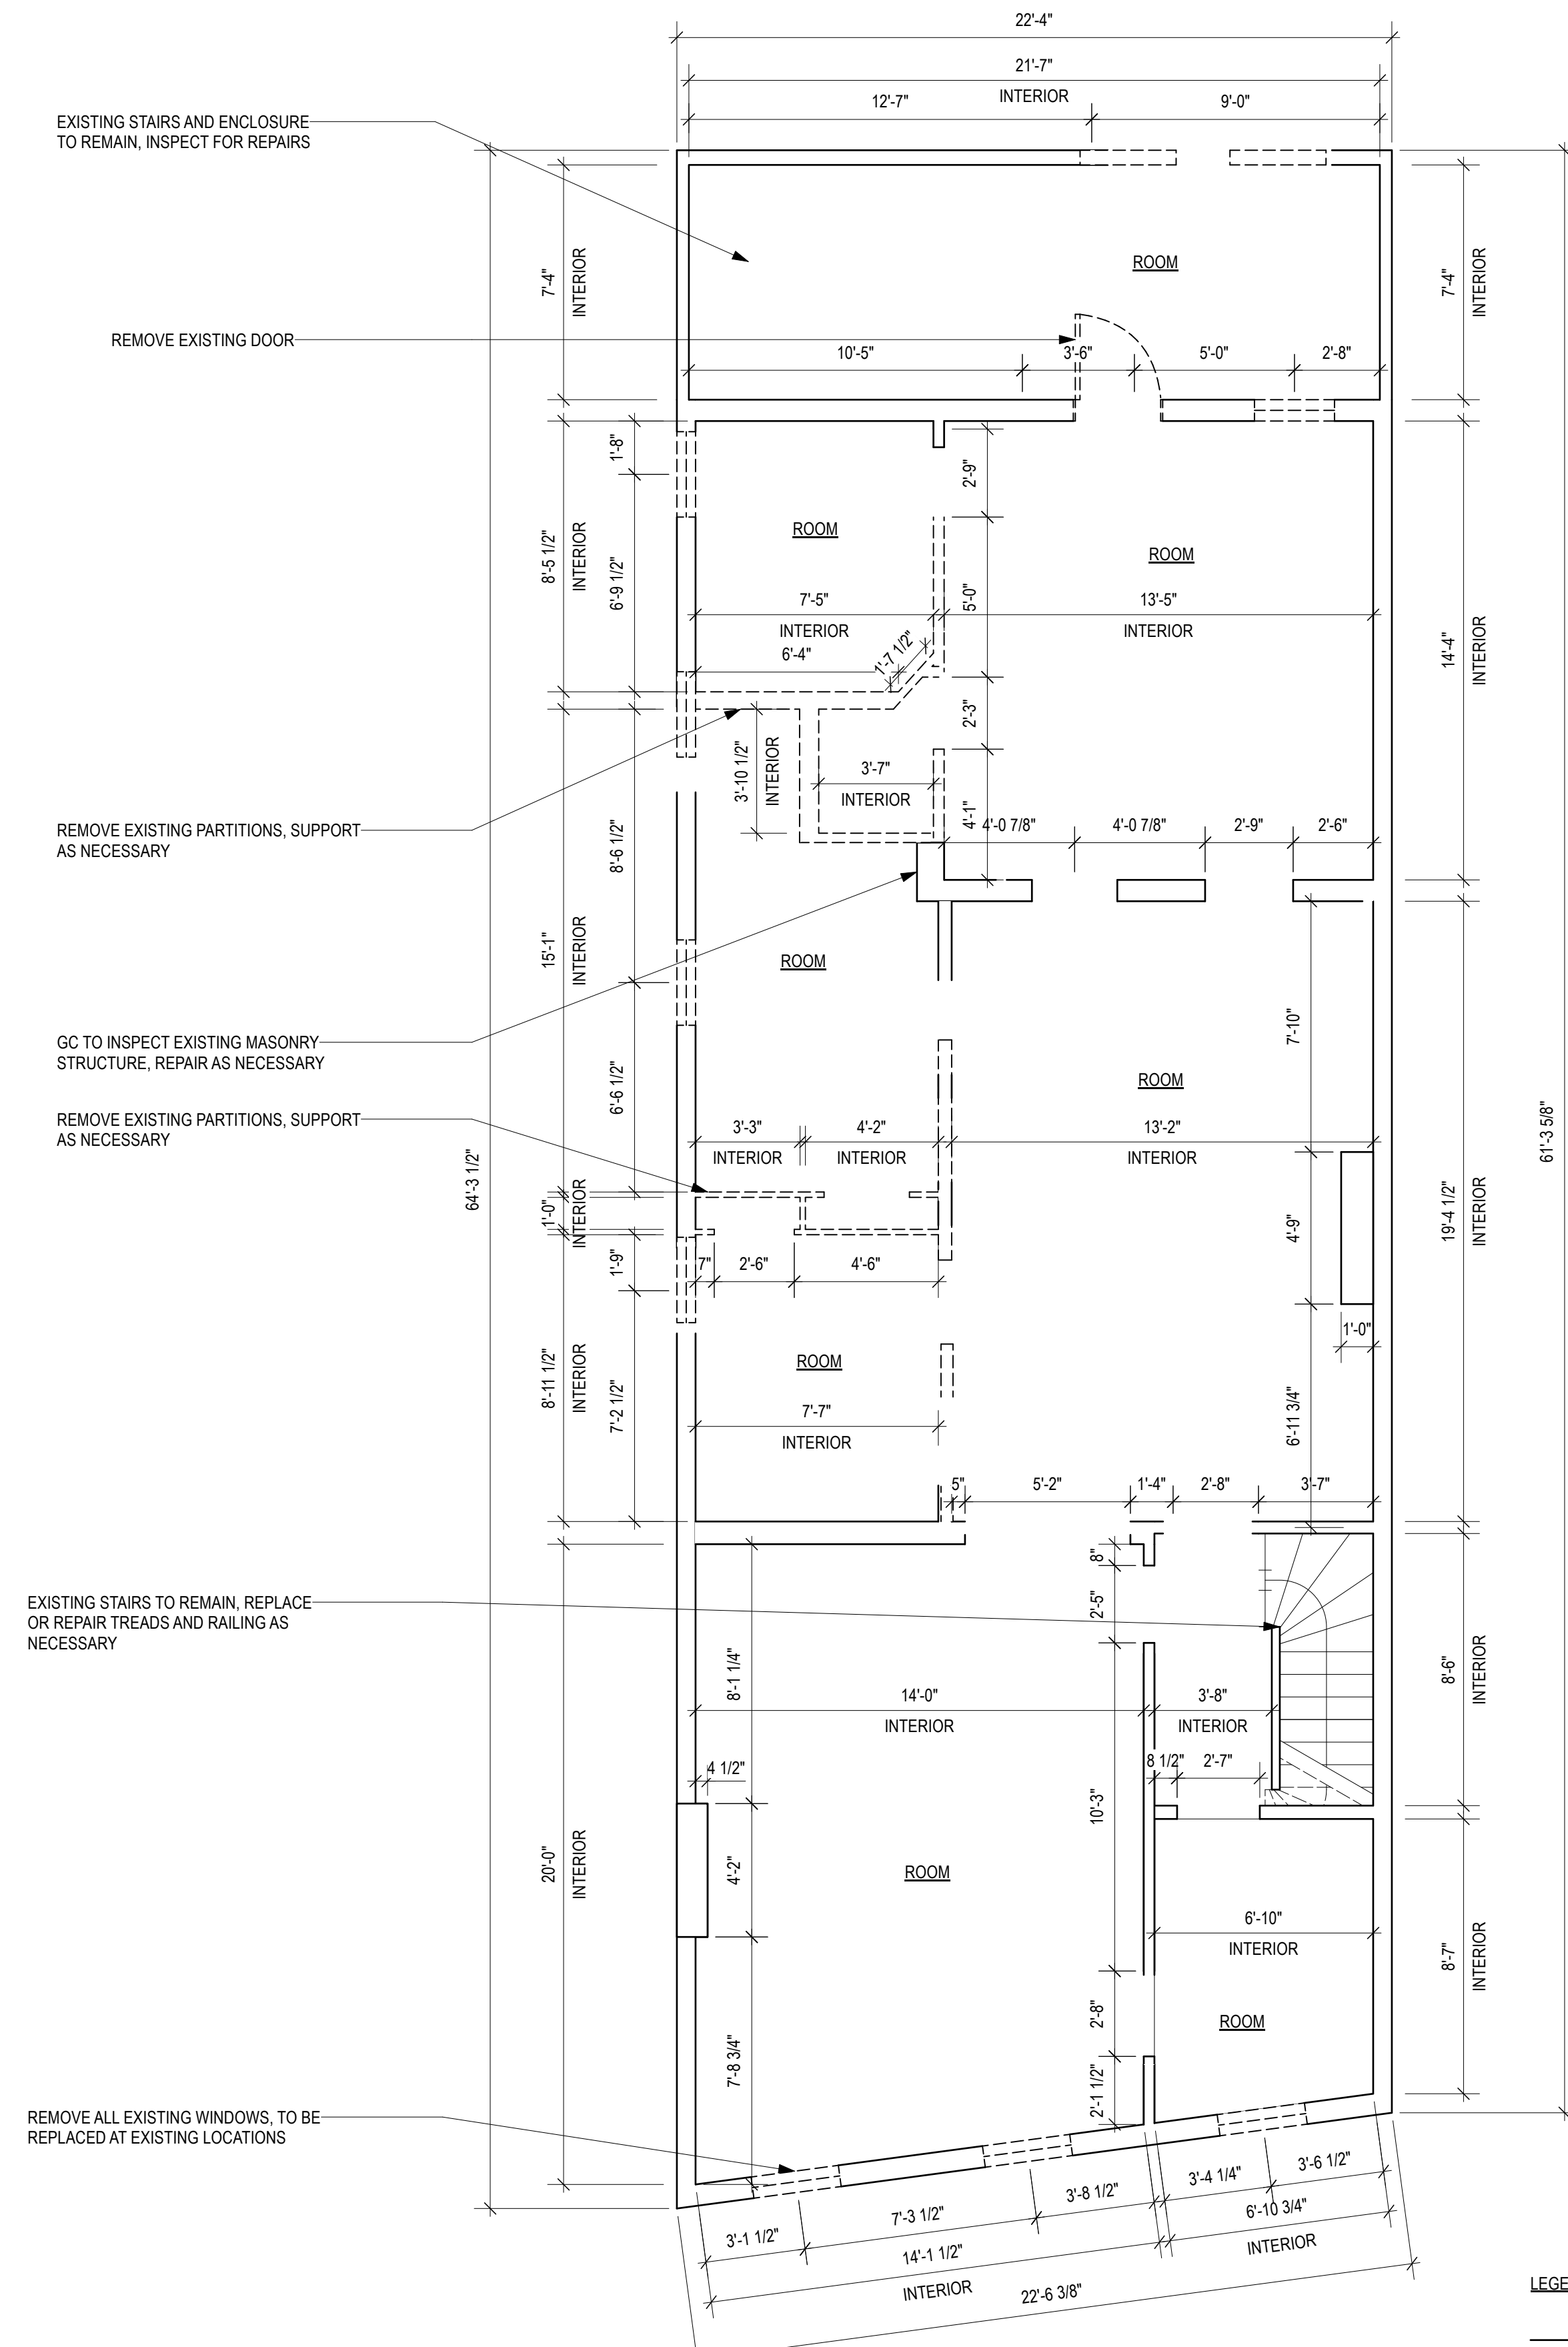 22'-4"
21'-7"
INTERIOR
12'-7"
9'-0"
EXISTING STAIRS AND ENCLOSURE
TO REMAIN, INSPECT FOR REPAIRS
7'-4"
INTERIOR
ROOM
7'-4"
INTERIOR
REMOVE EXISTING DOOR
10'-5"
3'-6"
5'-0"
2'-8"
1'-8"
2'-9"
8'-5 1/2"
INTERIOR
6'-9 1/2"
ROOM
ROOM
5'-0"
7'-5"
INTERIOR
13'-5"
INTERIOR
14'-4"
INTERIOR
6'-4"
1'-7 1/2"
2'-3"
3'-10 1/2"
INTERIOR
3'-7"
INTERIOR
4'-1"
REMOVE EXISTING PARTITIONS, SUPPORT
AS NECESSARY
8'-6 1/2"
4'-0 7/8"
4'-0 7/8"
2'-9"
2'-6"
15'-1"
INTERIOR
ROOM
GC TO INSPECT EXISTING MASONRY
STRUCTURE, REPAIR AS NECESSARY
7'-10"
6'-6 1/2"
ROOM
REMOVE EXISTING PARTITIONS, SUPPORT
AS NECESSARY
3'-3"
INTERIOR
4'-2"
INTERIOR
13'-2"
INTERIOR
61'-3 5/8"
64'-3 1/2"
1'-0"
INTERIOR
4'-9"
19'-4 1/2"
INTERIOR
1'-9"
7"
2'-6"
4'-6"
1'-0"
8'-11 1/2"
INTERIOR
7'-2 1/2"
ROOM
7'-7"
INTERIOR
6'-11 3/4"
5"
5'-2"
1'-4"
2'-8"
3'-7"
8"
2'-5"
EXISTING STAIRS TO REMAIN, REPLACE
OR REPAIR TREADS AND RAILING AS
NECESSARY
8'-1 1/4"
14'-0"
INTERIOR
3'-8"
INTERIOR
8'-6"
INTERIOR
4 1/2"
8 1/2"
2'-7"
10'-3"
20'-0"
INTERIOR
4'-2"
ROOM
6'-10"
INTERIOR
8'-7"
INTERIOR
7'-8 3/4"
2'-8"
ROOM
2'-1 1/2"
REMOVE ALL EXISTING WINDOWS, TO BE
REPLACED AT EXISTING LOCATIONS
3'-1 1/2"
7'-3 1/2"
3'-8 1/2"
3'-4 1/4"
3'-6 1/2"
14'-1 1/2"
INTERIOR
6'-10 3/4"
INTERIOR
22'-6 3/8"
LEGE